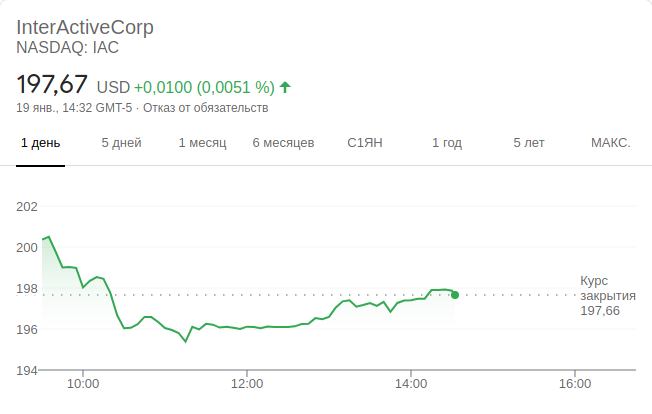 InterActiveCorp
NASDAQ: IAC
197,67 USD +0,0100 (0,0051 %)
19 янв., 14:32 GMT-5 · Отказ от обязательств
1 день 5 дней 1 месяц 6 месяцев С1ЯН 1 год 5 лет МАКС.
202
200
198
196
194
Курс
закрытия
197,66
10:00 12:00 14:00 16:00